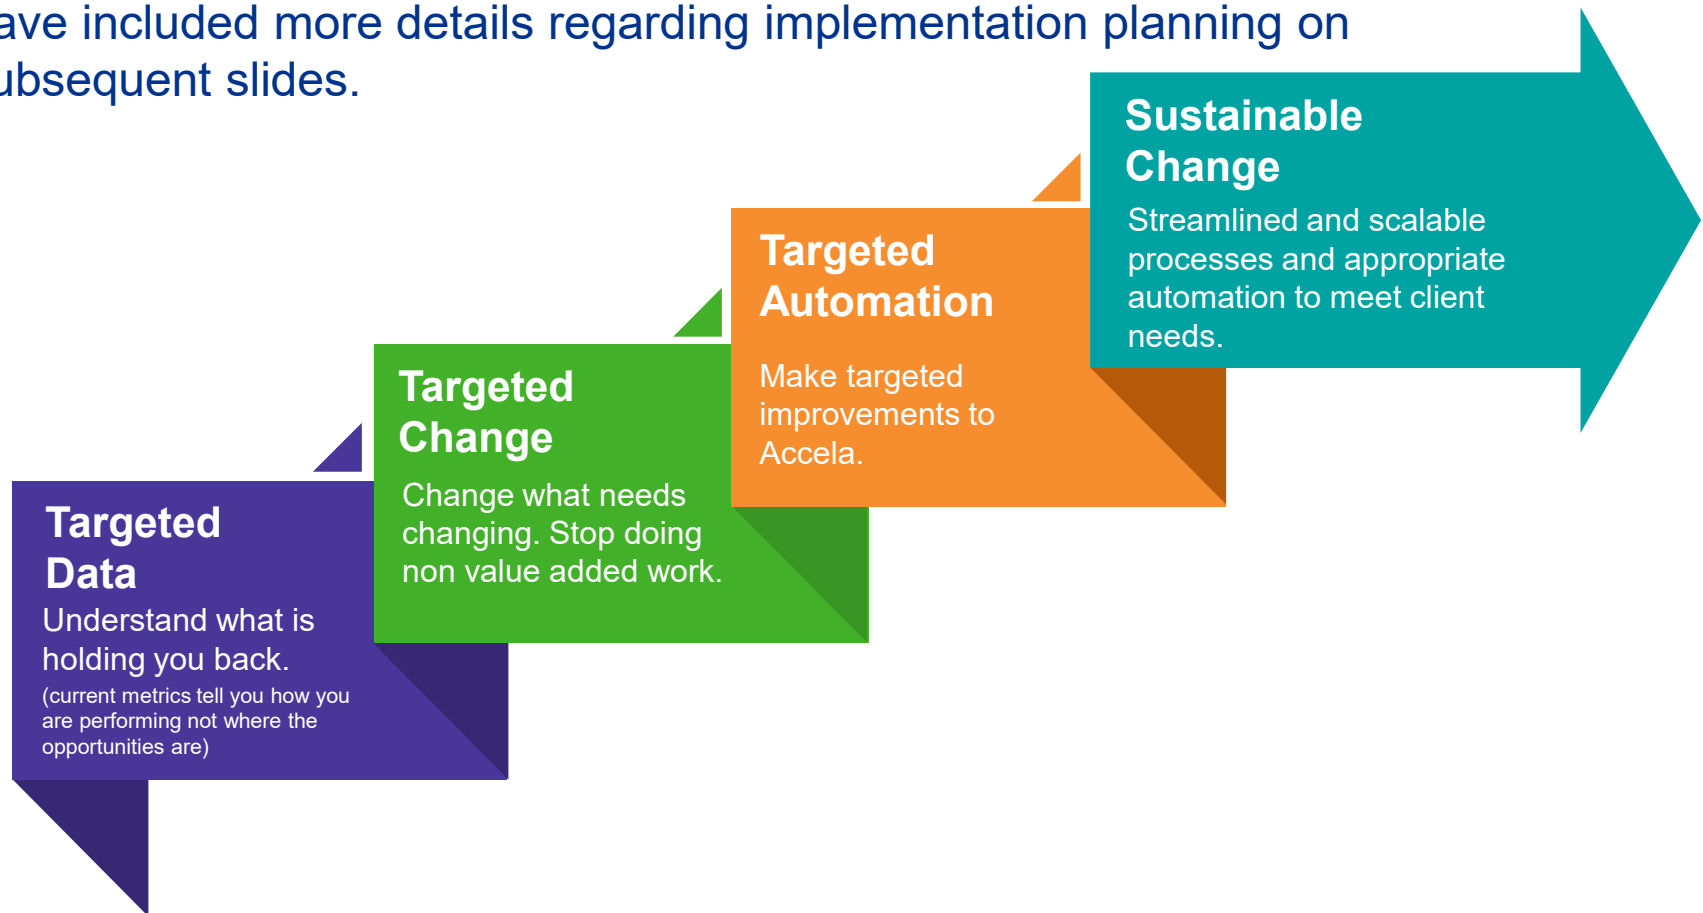 ave included more details regarding implementation planning on
ubsequent slides.
Sustainable
Change
Streamlined and scalable
processes and appropriate
automation to meet client
needs.
Targeted
Automation
Make targeted
improvements to
Accela.
Targeted
Change
Change what needs
changing. Stop doing
non value added work.
Targeted
Data
Understand what is
holding you back.
(current metrics tell you how you
are performing not where the
opportunities are)